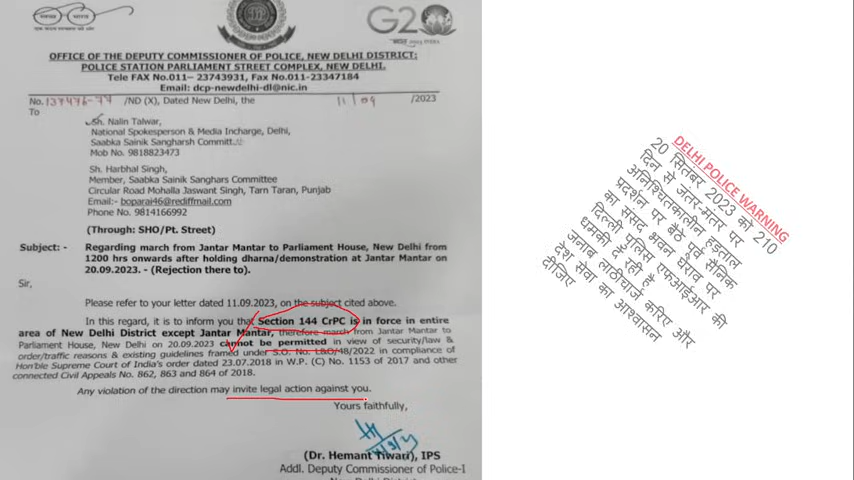 G20
OFFICE OF THE DEPUTY COMMISSIONER OF POLICE, NEW DELHI DISTRICT:
POLICE STATION PARLIAMENT STREET COMPLEX, NEW DELHI.
Tele FAX No.011– 23743931, Fax No.011-23347184
Email: dcp-newdelhi-dl@nic.in
No.137476-77 /ND (X), Dated New Delhi, the 11/09 /2023
To
Sh. Nalin Talwar,
National Spokesperson & Media Incharge, Delhi,
Saabka Sainik Sangharsh Committ...
Mob No. 9818823473
Sh. Harbhal Singh,
Member, Saabka Sainik Sangars Committee
Circular Road Mohalla Jaswant Singh, Tarn Taran, Punjab
Email:- boparai46@rediffmail.com
Phone No. 9814166992
(Through: SHO/Pt. Street)
Subject: - Regarding march from Jantar Mantar to Parliament House, New Delhi from
1200 hrs onwards after holding dharna/demonstration at Jantar Mantar on
20.09.2023. - (Rejection there to).
Sir,
Please refer to your letter dated 11.09.2023, on the subject cited above.
In this regard, it is to inform you that Section 144 CrPC is in force in entire
area of New Delhi District except Jantar Mantar, therefore march from Jantar Mantar to
Parliament House, New Delhi on 20.09.2023 cannot be permitted in view of security/law &
order/traffic reasons & existing guidelines framed under S.O. No. L&O/48/2022 in compliance of
Hon'ble Supreme Court of India's order dated 23.07.2018 in W.P. (C) No. 1153 of 2017 and other
connected Civil Appeals No. 862, 863 and 864 of 2018.
Any violation of the direction may invite legal action against you.
Yours faithfully,
(Dr. Hemant Tiwari), IPS
Addl. Deputy Commissioner of Police-I
DELHI POLICE WARNING
20 सितंबर 2023 को 210
दिन से जंतर-मंतर पर
अनिश्चितकालीन हड़ताल
प्रदर्शन पर बैठे पूर्व सैनिक
का संसद भवन घेराव पर
दिल्ली पुलिस एफआईआर की
धमकी दे रही है
जनाब लाठीचार्ज करिए और
देश सेवा का आश्वासन
दीजिए